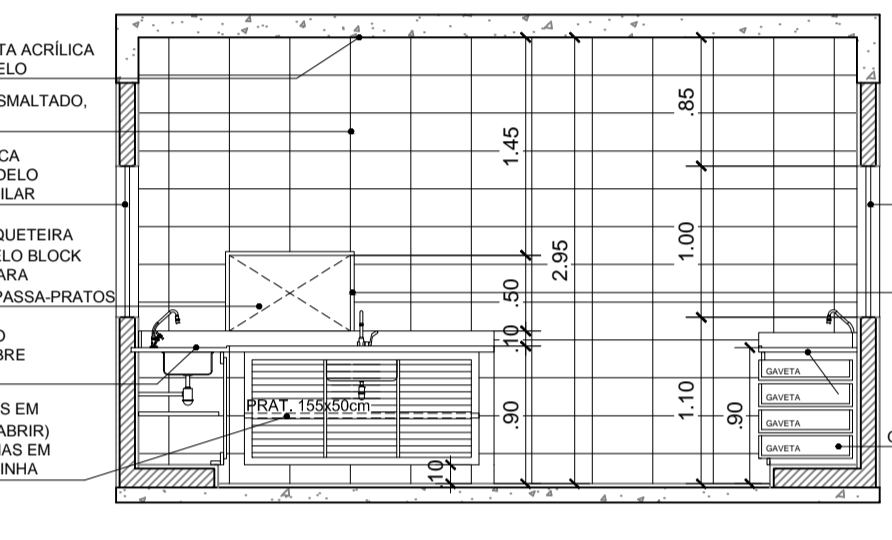 TA ACRÍLICA
ELO
SMALTADO,
CA
DELO
ILAR
QUETEIRA
ELO BLOCK
ARA
PASSA-PRATOS
O
BRE
S EM
ABRIR)
AS EM
INHA
1.45
.85
2.95
1.00
.50
.10
.90
1.10
.90
.10
PRAT. 155x50cm
GAVETA
GAVETA
GAVETA
GAVETA